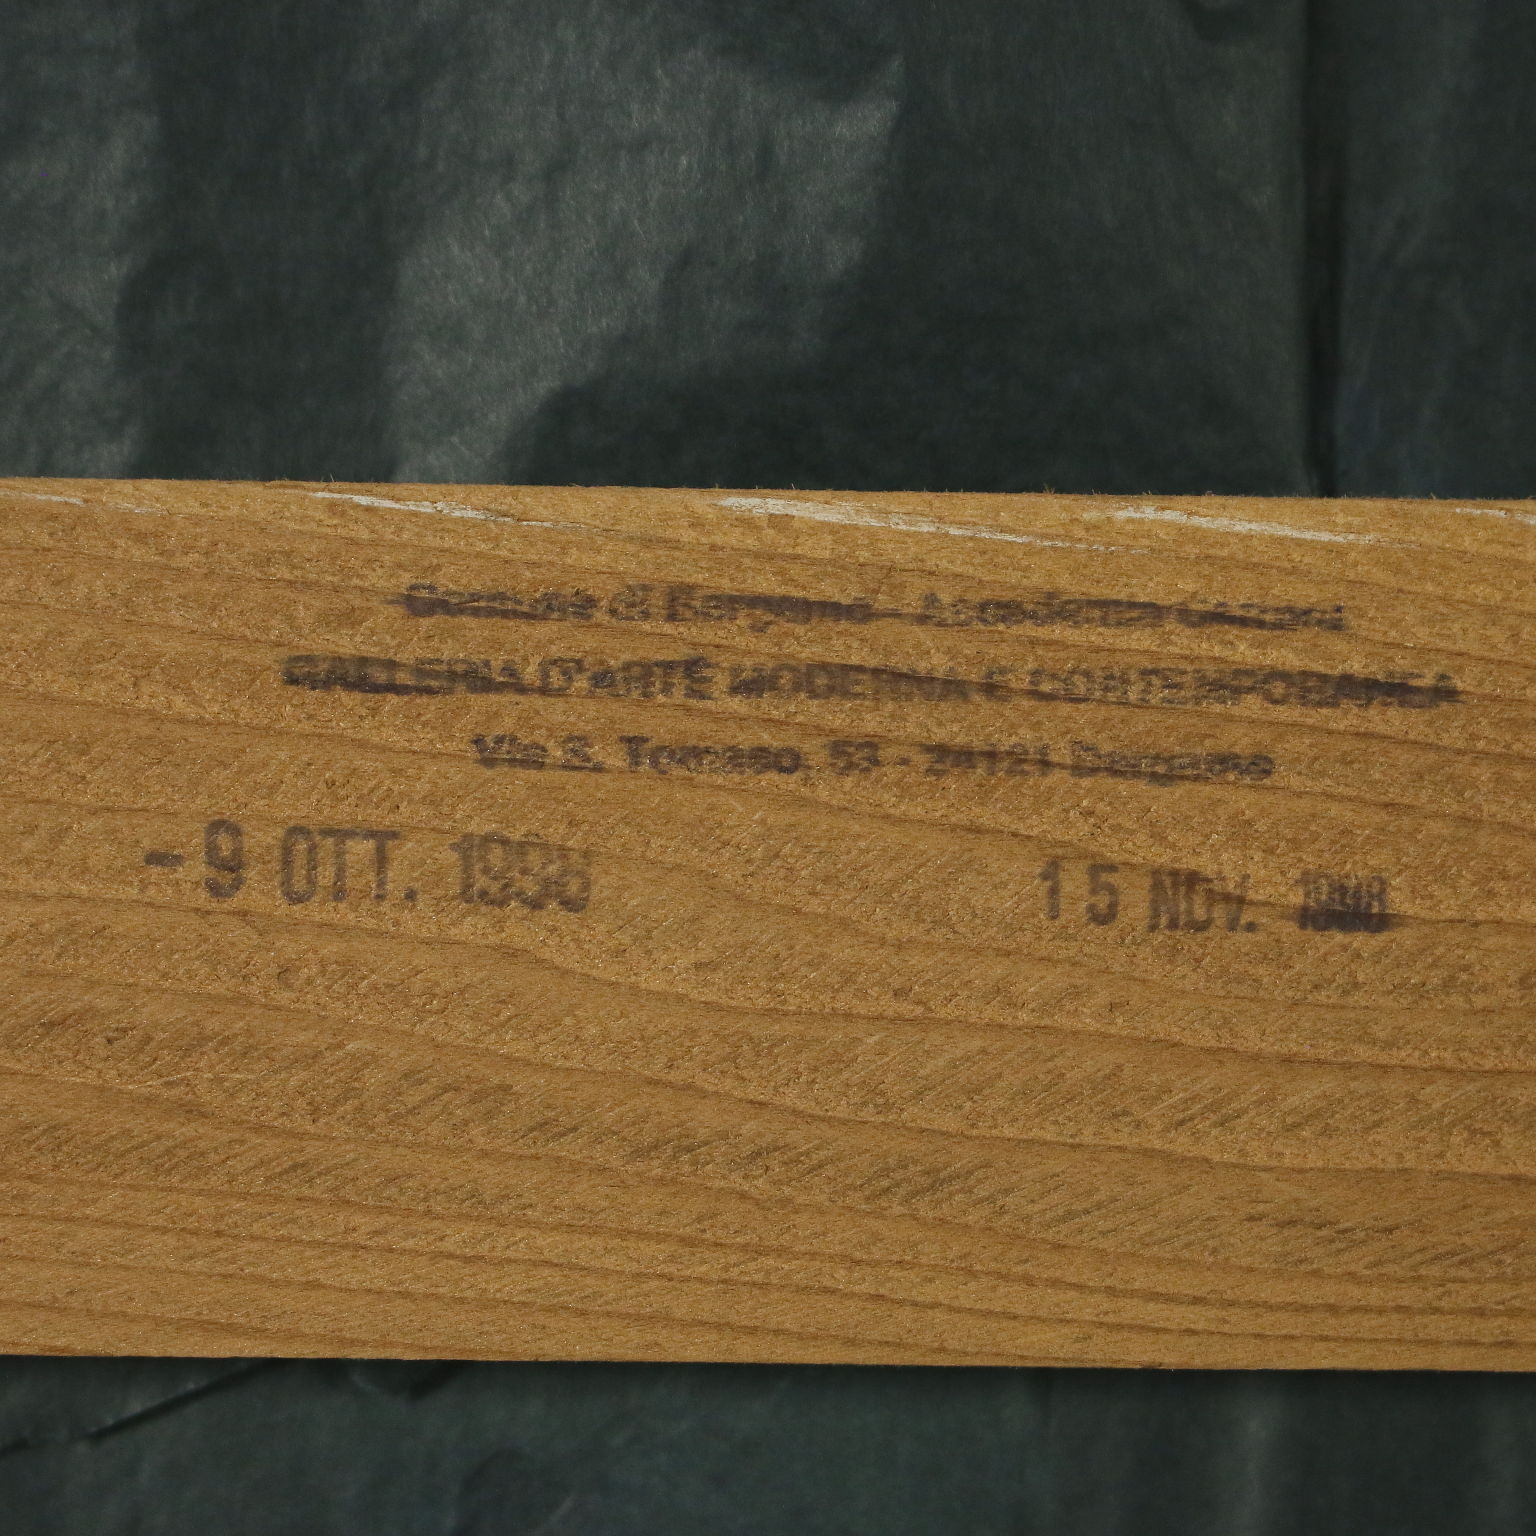 Comune di Bergamo - Accademia Carrara
GALLERIA D'ARTE MODERNA E CONTEMPORANEA
Via S. Tomaso, 53 - 24121 Bergamo
- 9 OTT. 1998 15 NOV. 1998